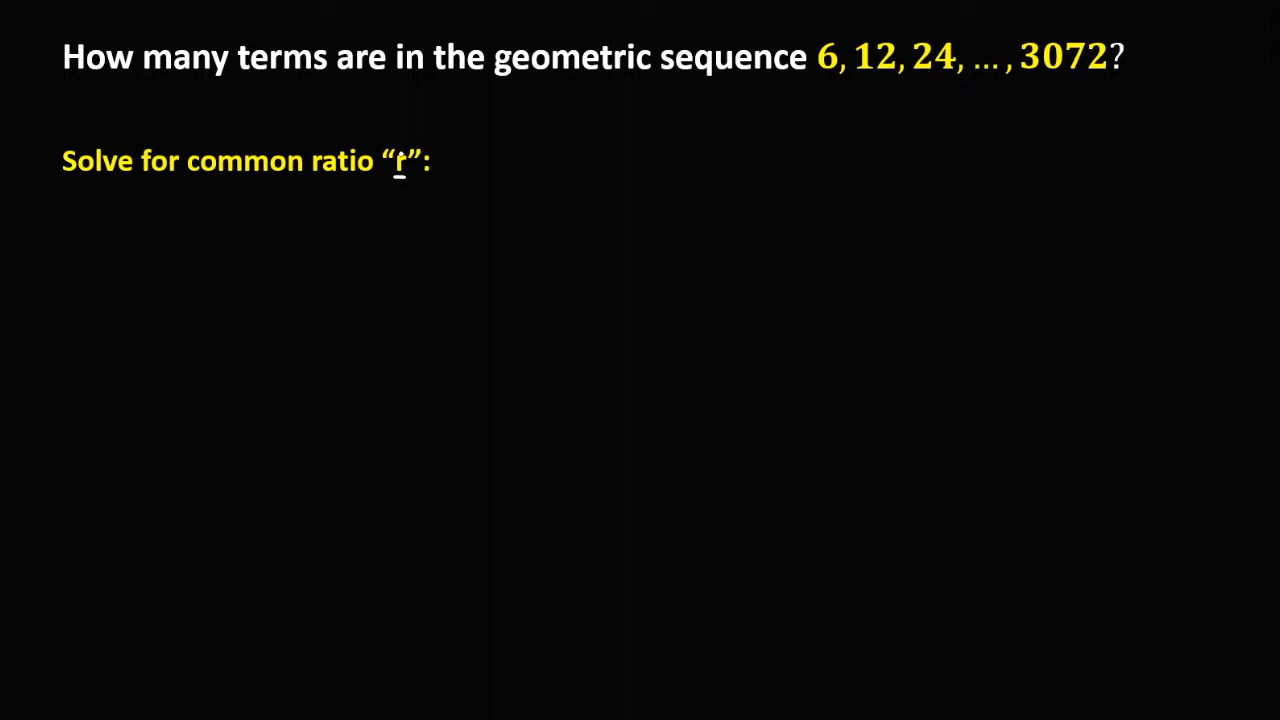 How many terms are in the geometric sequence 6, 12, 24, … , 3072?
Solve for common ratio “r”: